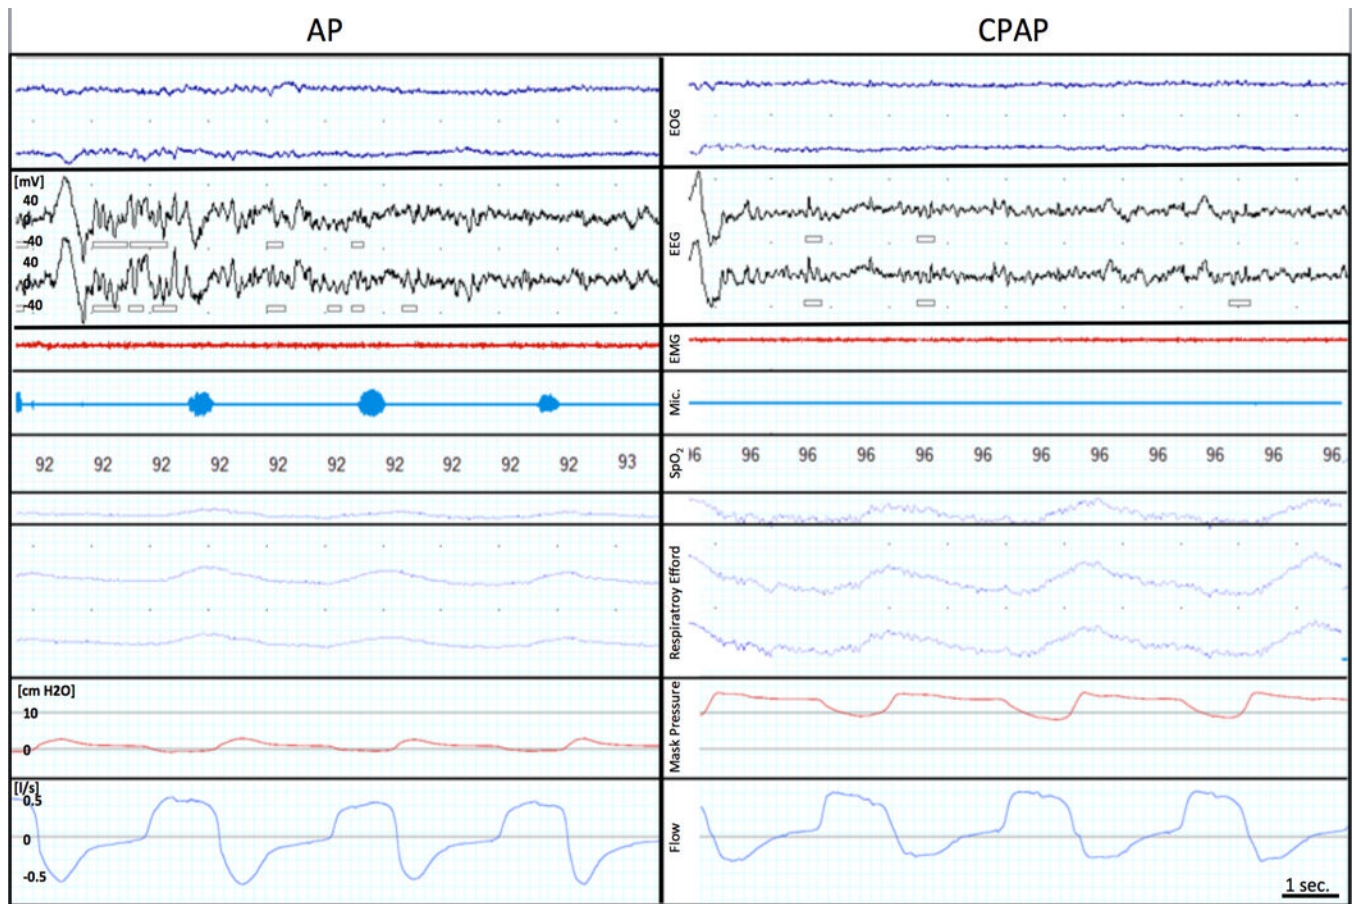 AP
CPAP
EOG
[mV]
40
0
-40
40
0
-40
EEG
EMG
Mic.
92 92 92 92 92 92 92 92 92 92 93
SpO2
96 96 96 96 96 96 96 96 96 96 96
Respiratroy Efford
[cm H2O]
10
0
Mask Pressure
[l/s]
0.5
0
-0.5
Flow
1 sec.